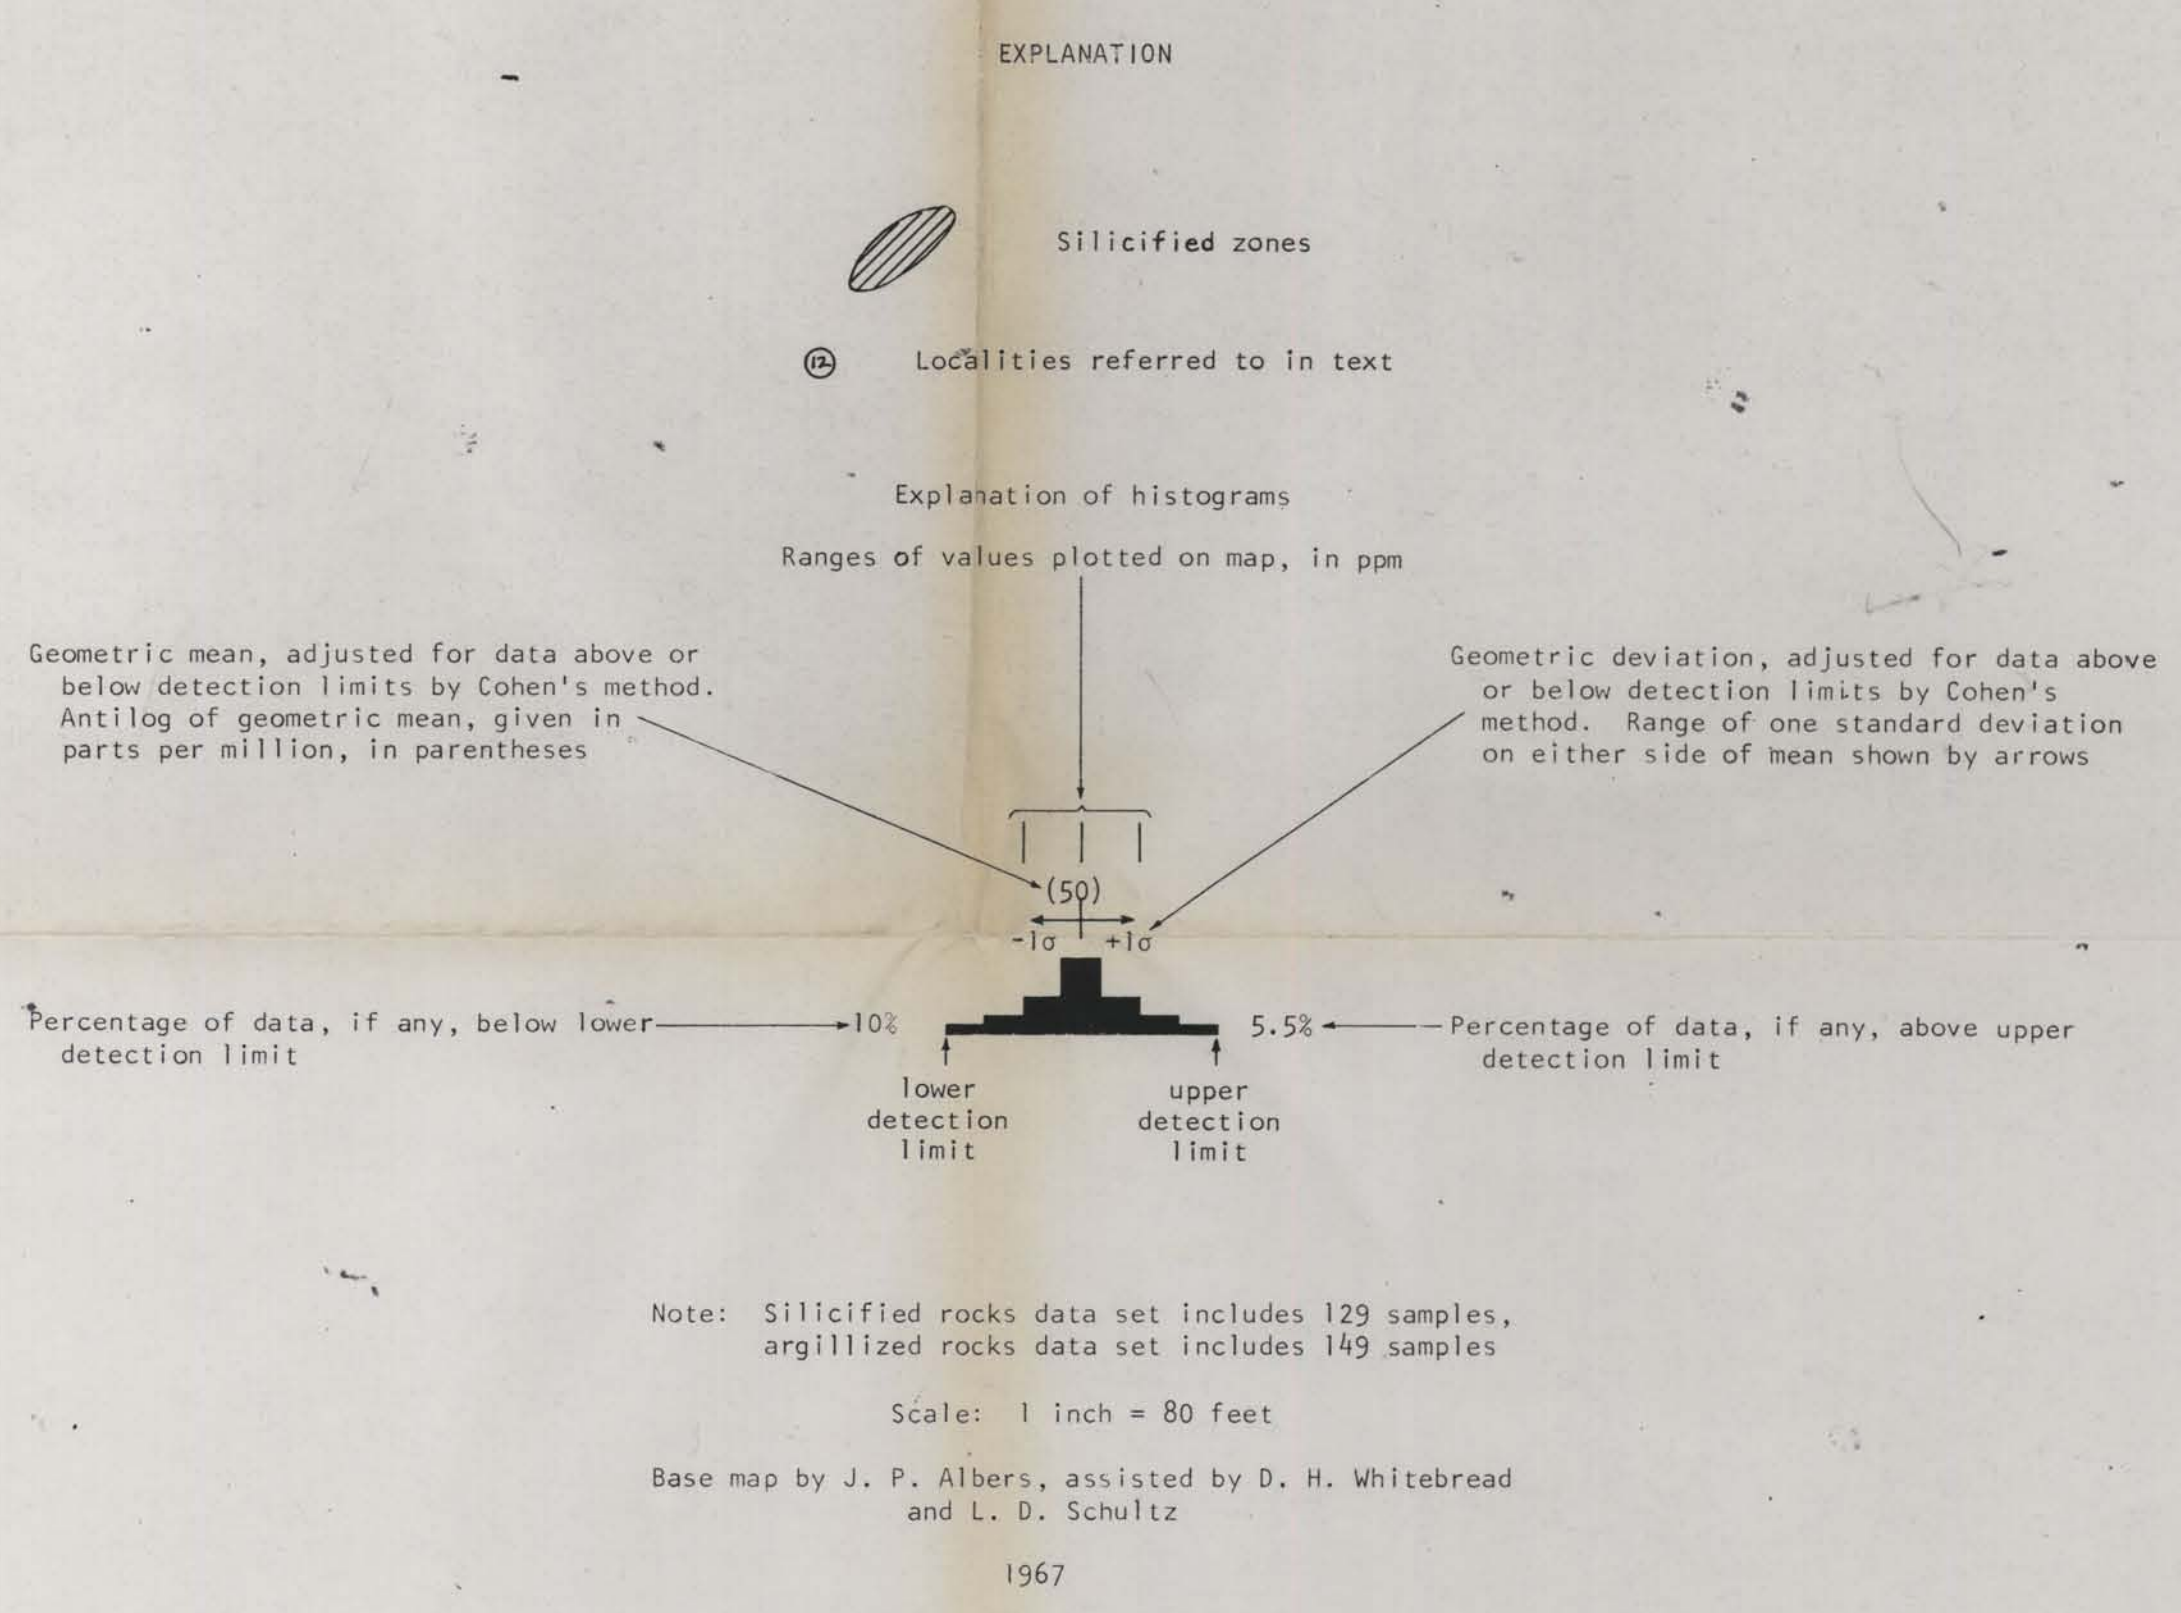 EXPLANATION
Silicified zones
12 Localities referred to in text
Explanation of histograms
Ranges of values plotted on map, in ppm
Geometric mean, adjusted for data above or
below detection limits by Cohen's method.
Antilog of geometric mean, given in
parts per million, in parentheses
Geometric deviation, adjusted for data above
or below detection limits by Cohen's
method. Range of one standard deviation
on either side of mean shown by arrows
(50)
-1σ +1σ
Percentage of data, if any, below lower
detection limit
10%
5.5%
Percentage of data, if any, above upper
detection limit
lower
detection
limit
upper
detection
limit
Note: Silicified rocks data set includes 129 samples,
argillized rocks data set includes 149 samples
Scale: 1 inch = 80 feet
Base map by J. P. Albers, assisted by D. H. Whitebread
and L. D. Schultz
1967